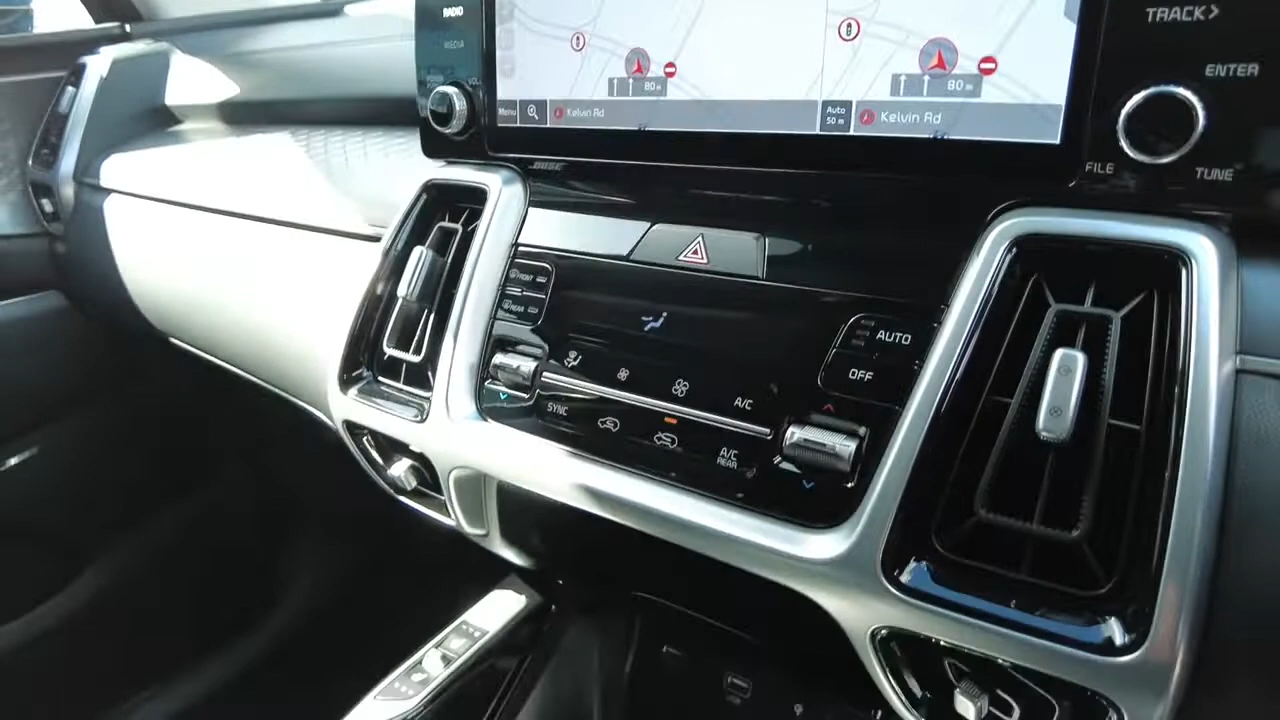 RADIO
MEDIA
VOL
TRACK>
ENTER
80 m
80 m
Menu
Kelvin Rd
Auto
50 m
Kelvin Rd
FILE
TUNE
BOSE
FRONT
REAR
AUTO
OFF
A/C
SYNC
A/C
REAR